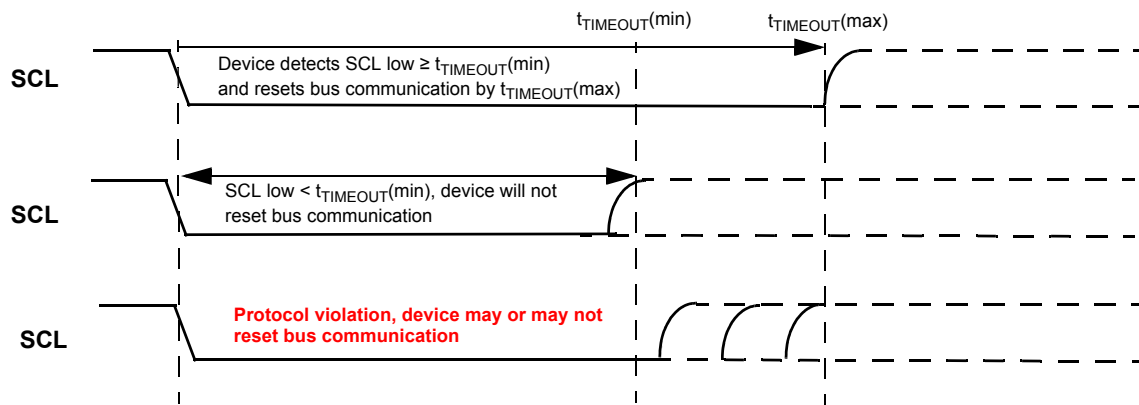 tTIMEOUT(min)
tTIMEOUT(max)
SCL
Device detects SCL low ≥ tTIMEOUT(min)
and resets bus communication by tTIMEOUT(max)
SCL
SCL low < tTIMEOUT(min), device will not
reset bus communication
SCL
Protocol violation, device may or may not
reset bus communication